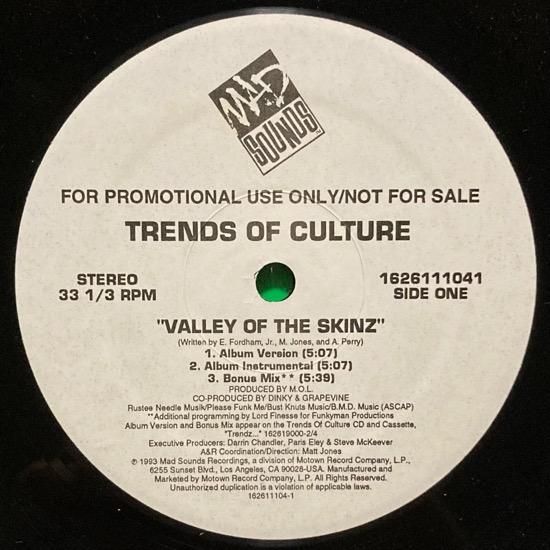 MAD
SOUNDS
FOR PROMOTIONAL USE ONLY/NOT FOR SALE
TRENDS OF CULTURE
STEREO
33 1/3 RPM
1626111041
SIDE ONE
"VALLEY OF THE SKINZ"
(Written by E. Fordham, Jr., M. Jones, and A. Perry)
1. Album Version (5:07)
2. Album Instrumental (5:07)
3. Bonus Mix** (5:39)
PRODUCED BY M.O.L.
CO-PRODUCED BY DINKY & GRAPEVINE
Rustee Needle Musik/Please Funk Me/Bust Knuts Music/B.M.D. Music (ASCAP)
**Additional programming by Lord Finesse for Funkyman Productions
Album Version and Bonus Mix appear on the Trends Of Culture CD and Cassette,
"Trendz..." 162619000-2/4
Executive Producers: Darrin Chandler, Paris Eley & Steve McKeever
A&R Coordination/Direction: Matt Jones
℗ 1993 Mad Sounds Recordings, a division of Motown Record Company, L.P.,
6255 Sunset Blvd., Los Angeles, CA 90028-USA. Manufactured and
Marketed by Motown Record Company, L.P. All Rights Reserved.
Unauthorized duplication is a violation of applicable laws.
162611104-1